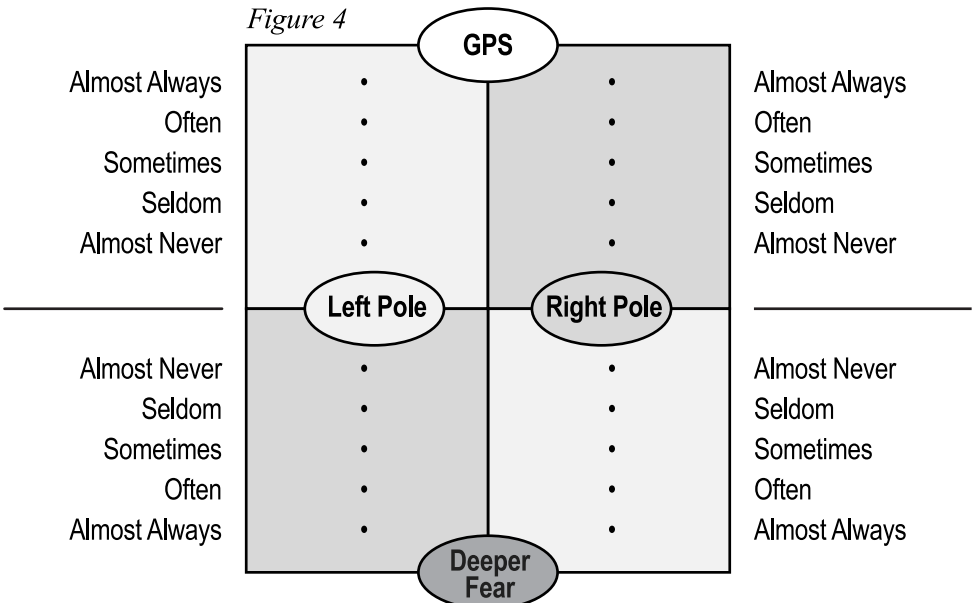 Figure 4
GPS
Almost Always Almost Always
Often Often
Sometimes Sometimes
Seldom Seldom
Almost Never Almost Never
Left Pole Right Pole
Almost Never Almost Never
Seldom Seldom
Sometimes Sometimes
Often Often
Almost Always Almost Always
Deeper
Fear